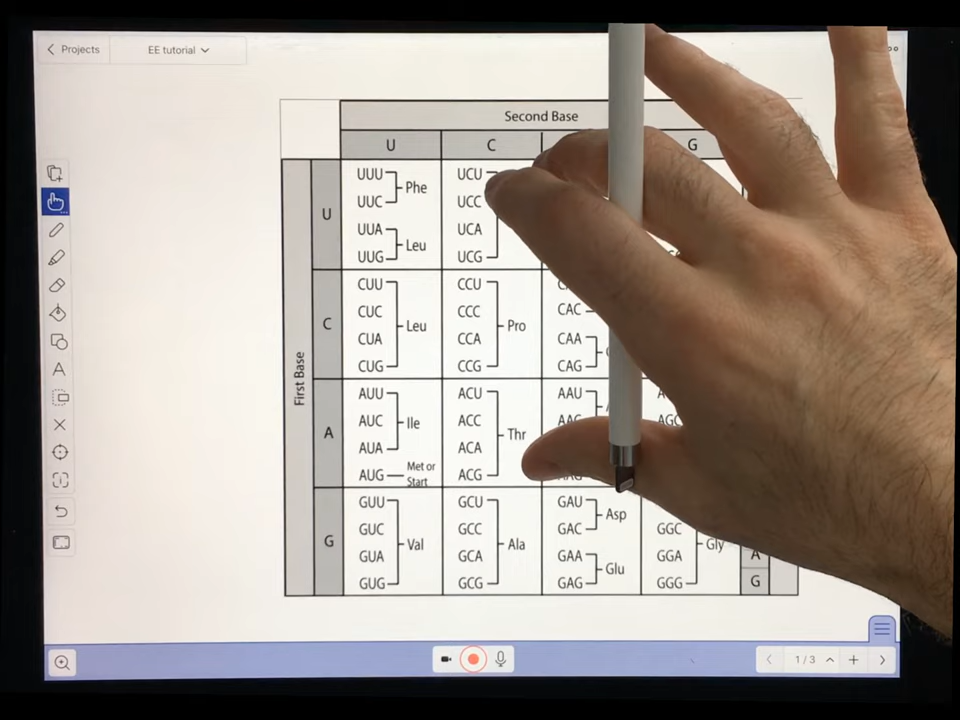 Projects
EE tutorial
Second Base
U C G
First Base
U
UUU UCU
Phe
UUC UCC
UUA UCA
Leu
UUG UCG
C
CUU CCU
CUC CCC CAC
Leu Pro
CUA CCA CAA
CUG CCG CAG
A
AUU ACU AAU
AUC ACC AGC
Ile Thr
AUA ACA
AUG Met or Start ACG
G
GUU GCU GAU
Asp
GUC GCC GAC GGC
Val Ala Gly
GUA GCA GAA GGA A
Glu
GUG GCG GAG GGG G
A
1/3